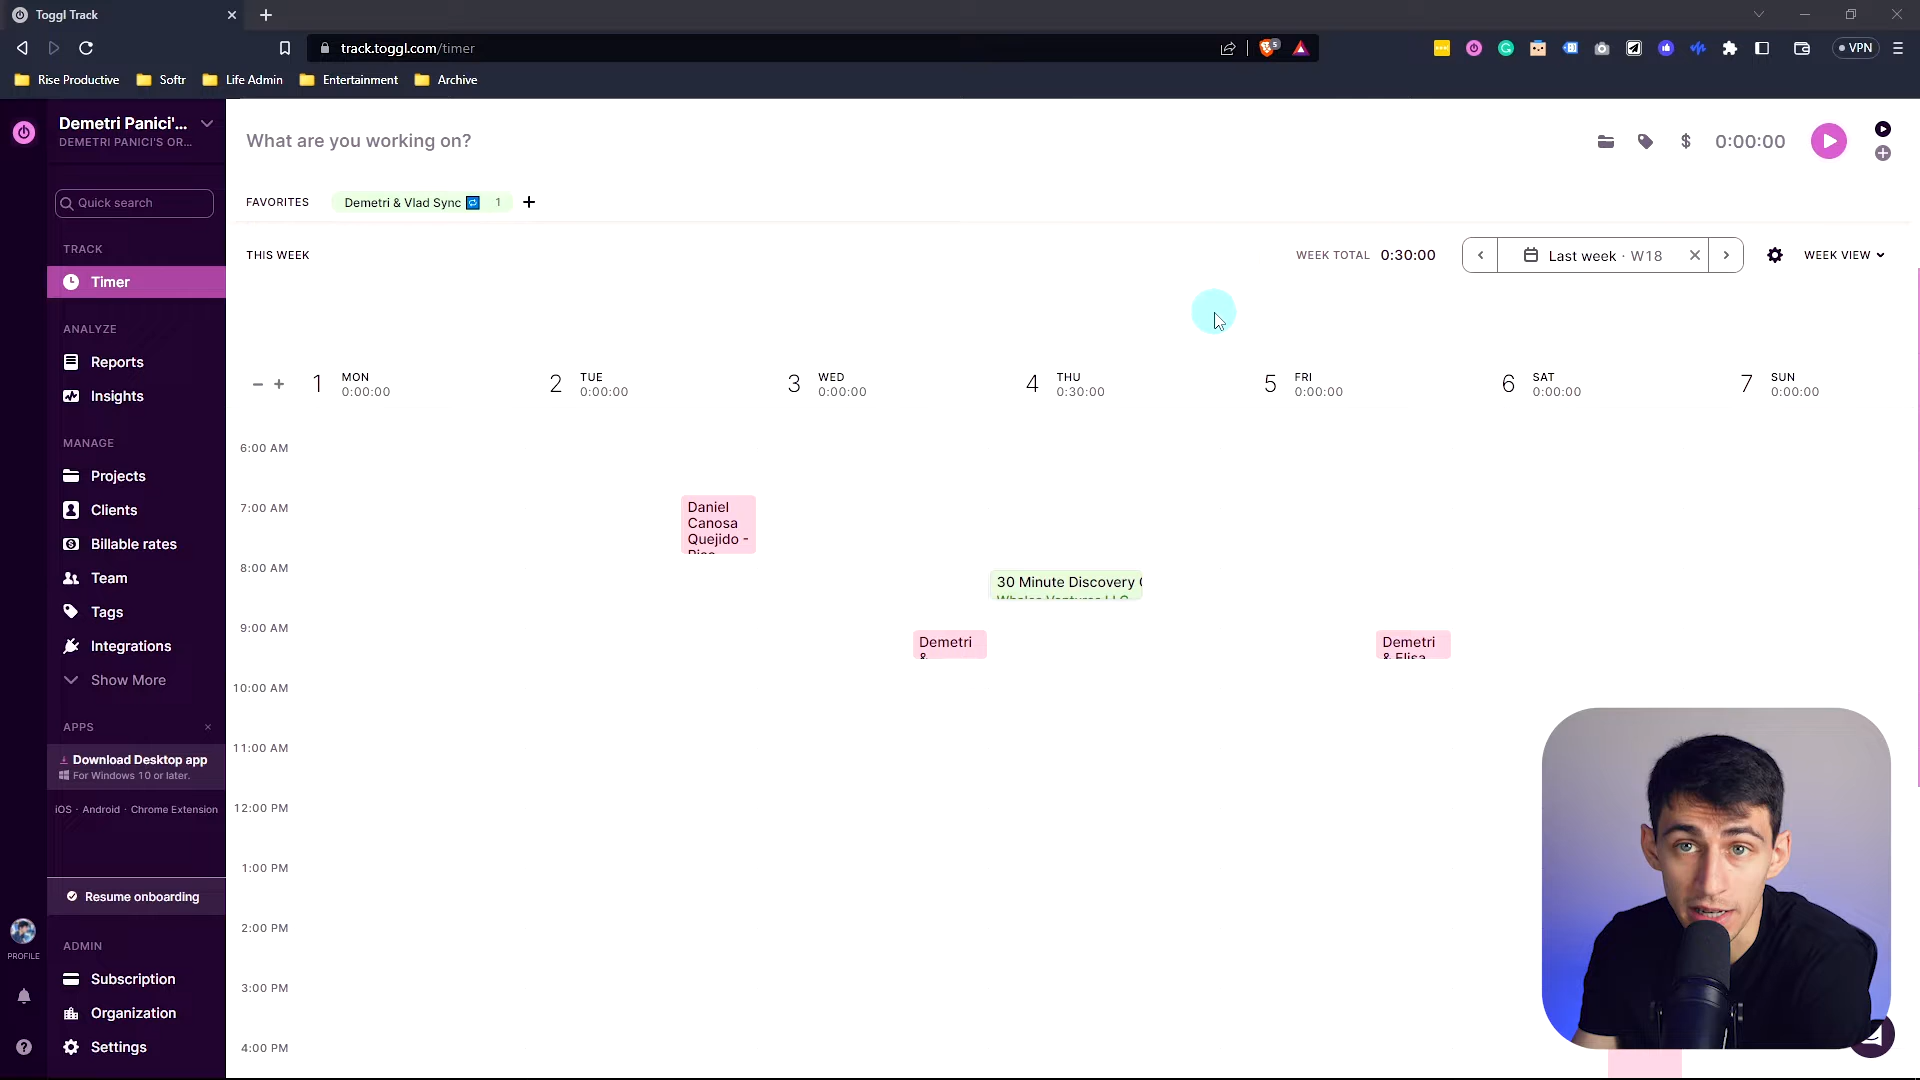 Toggl Track
track.toggl.com/timer
VPN
Rise Productive
Softr
Life Admin
Entertainment
Archive
Demetri Panici'...
DEMETRI PANICI'S OR...
Quick search
TRACK
Timer
ANALYZE
Reports
Insights
MANAGE
Projects
Clients
Billable rates
Team
Tags
Integrations
Show More
APPS
Download Desktop app
For Windows 10 or later.
iOS · Android · Chrome Extension
Resume onboarding
PROFILE
ADMIN
Subscription
Organization
Settings
What are you working on?
$ 0:00:00
FAVORITES
Demetri & Vlad Sync 1
THIS WEEK
WEEK TOTAL 0:30:00
Last week · W18
WEEK VIEW
1 MON 0:00:00
2 TUE 0:00:00
3 WED 0:00:00
4 THU 0:30:00
5 FRI 0:00:00
6 SAT 0:00:00
7 SUN 0:00:00
6:00 AM
7:00 AM
8:00 AM
9:00 AM
10:00 AM
11:00 AM
12:00 PM
1:00 PM
2:00 PM
3:00 PM
4:00 PM
Daniel
Canosa
Quejido -
30 Minute Discovery
Demetri
&
Demetri
& Elisa